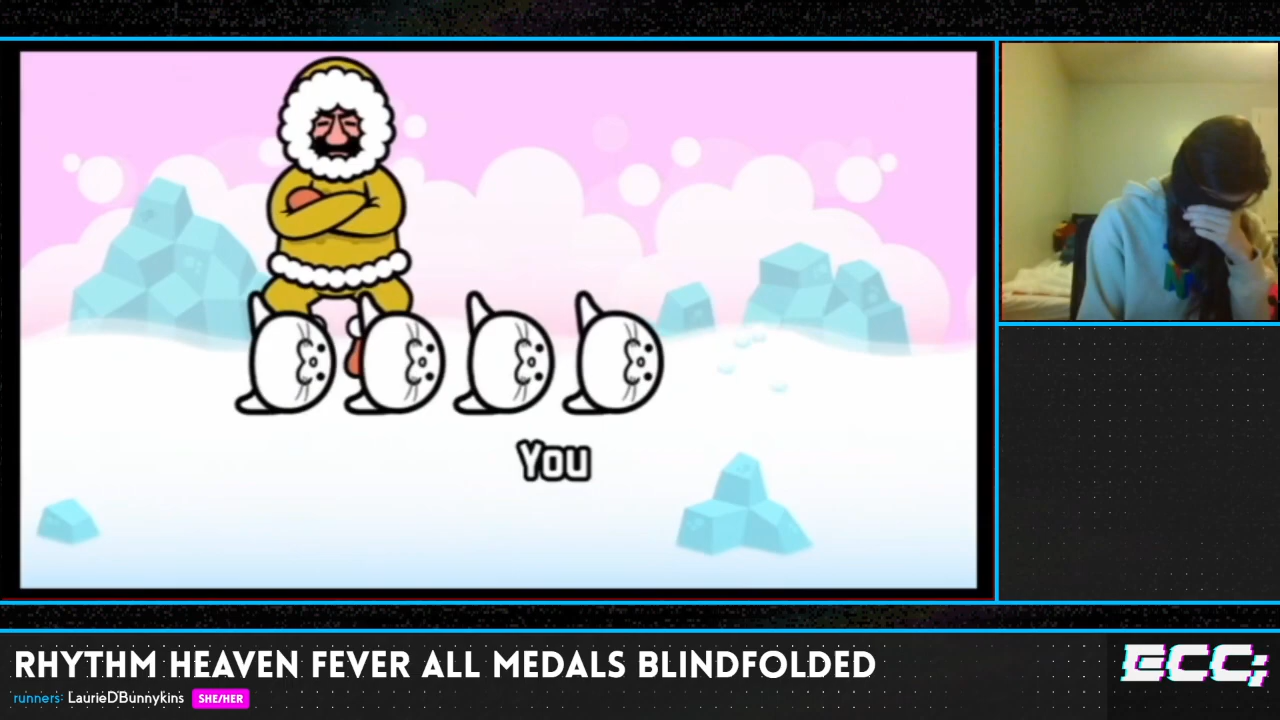 You
RHYTHM HEAVEN FEVER ALL MEDALS BLINDFOLDED
runners: LaurieDBunnykins SHE/HER
ECC;